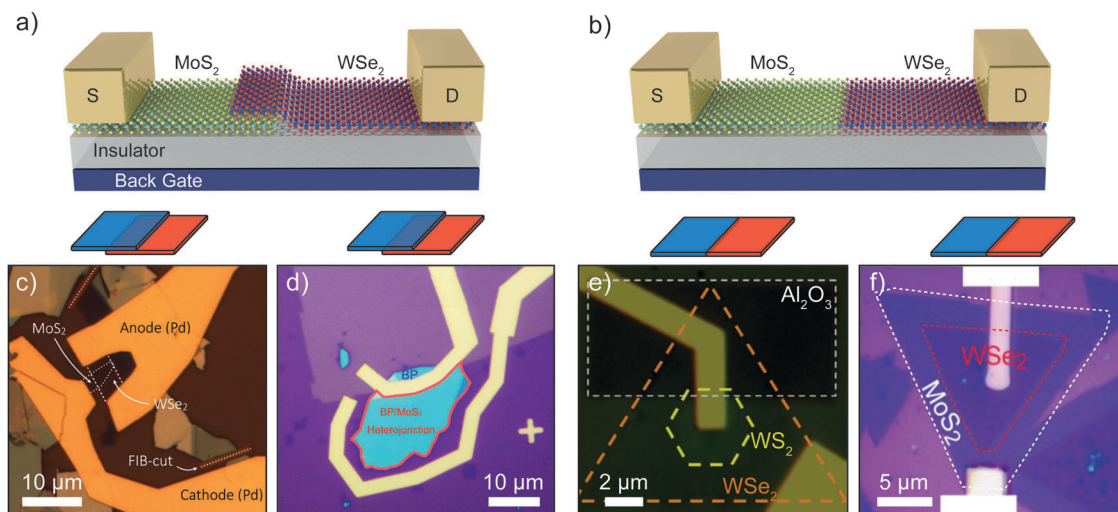 a)
MoS₂
WSe₂
S
D
Insulator
Back Gate
b)
MoS₂
WSe₂
S
D
c)
MoS₂
Anode (Pd)
WSe₂
FIB-cut
Cathode (Pd)
10 μm
d)
BP
BP/MoS₂
Heterojunction
10 μm
e)
Al₂O₃
WS₂
WSe₂
2 μm
f)
WSe₂
MoS₂
5 μm